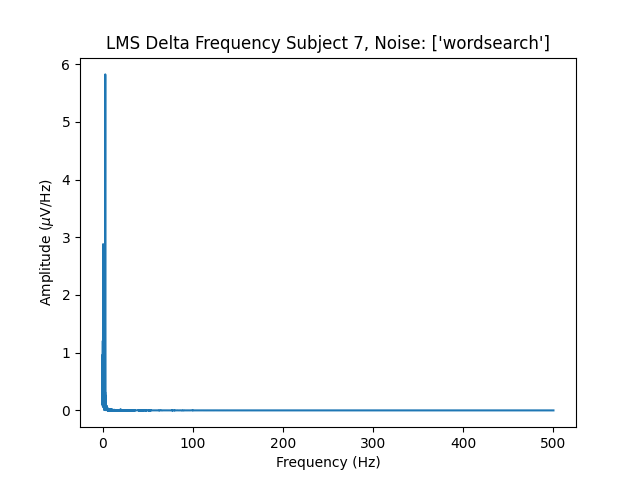 LMS Delta Frequency Subject 7, Noise: ['wordsearch']
6
5
4
3
2
1
0
Amplitude (μV/Hz)
0 100 200 300 400 500
Frequency (Hz)